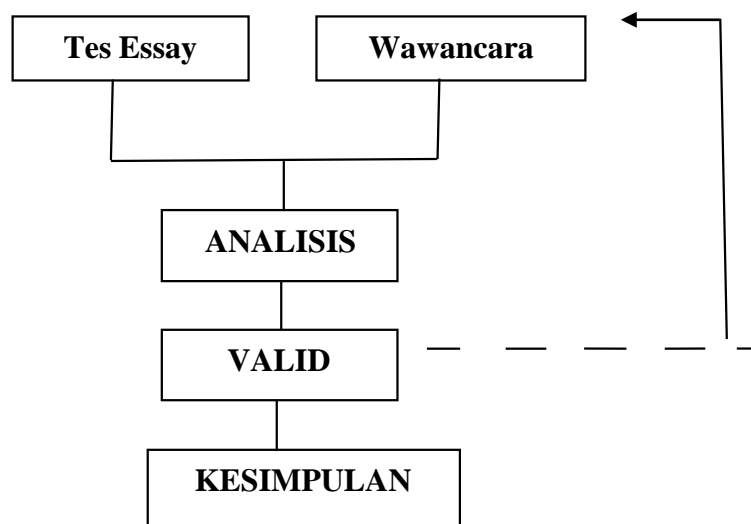 Tes Essay
Wawancara
ANALISIS
VALID
KESIMPULAN